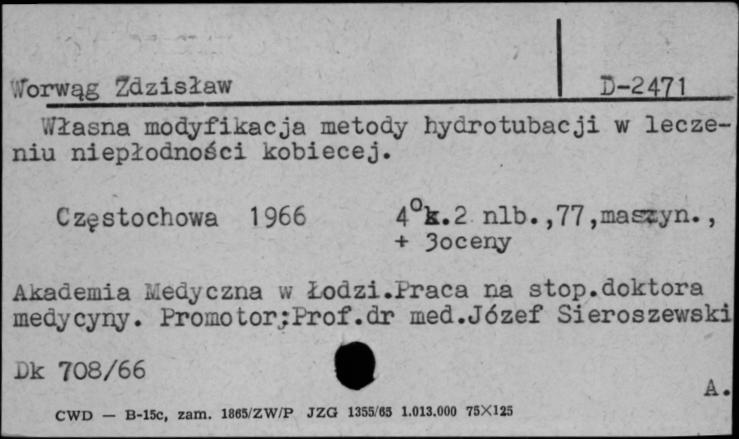 Worwąg Zdzisław D-2471
Własna modyfikacja metody hydrotubacji w lecze-
niu niepłodności kobiecej.
Częstochowa 1966 4°k.2 nlb.,77,maszyn.,
+ 3oceny
Akademia Medyczna w Łodzi.Praca na stop.doktora
medycyny. Promotor;Prof.dr med.Józef Sieroszewski
Dk 708/66
A.
CWD — B-15c, zam. 1865/ZW/P JZG 1355/65 1.013.000 75X125